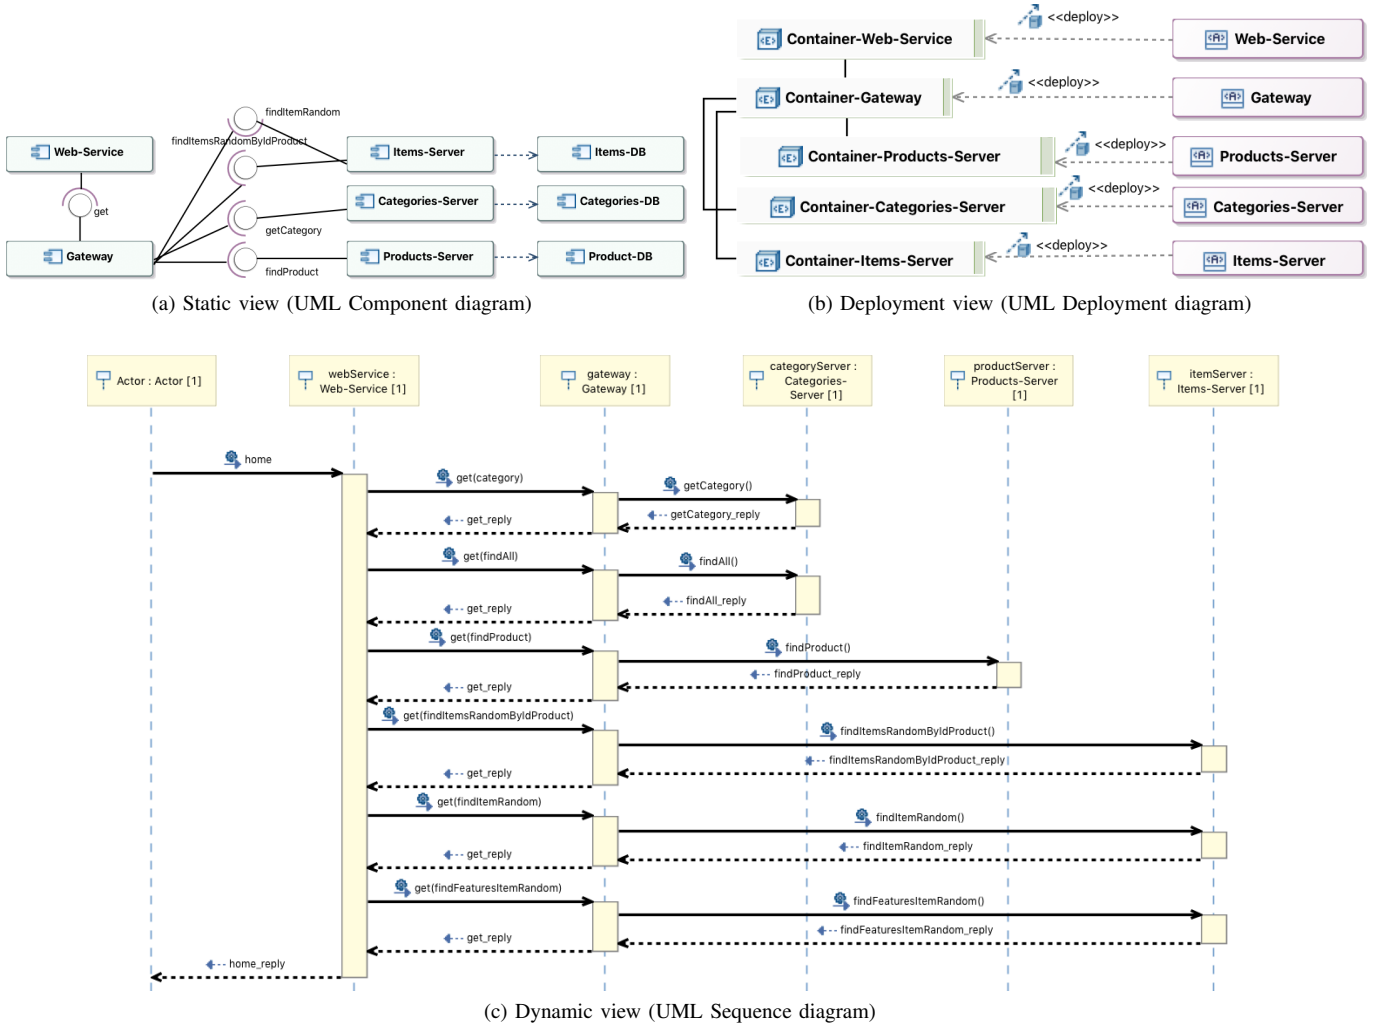 findItemRandom
findItemsRandomByIdProduct
Web-Service
Items-Server
Items-DB
get
Categories-Server
Categories-DB
getCategory
Gateway
Products-Server
Product-DB
findProduct
(a) Static view (UML Component diagram)
<<deploy>>
Container-Web-Service
Web-Service
<<deploy>>
Container-Gateway
Gateway
<<deploy>>
Container-Products-Server
Products-Server
<<deploy>>
Container-Categories-Server
Categories-Server
<<deploy>>
Container-Items-Server
Items-Server
(b) Deployment view (UML Deployment diagram)
Actor : Actor [1]
webService :
Web-Service [1]
gateway :
Gateway [1]
categoryServer :
Categories-
Server [1]
productServer :
Products-Server
[1]
itemServer :
Items-Server [1]
home
get(category)
getCategory()
getCategory_reply
get_reply
get(findAll)
findAll()
findAll_reply
get_reply
get(findProduct)
findProduct()
findProduct_reply
get_reply
get(findItemsRandomByIdProduct)
findItemsRandomByIdProduct()
findItemsRandomByIdProduct_reply
get_reply
get(findItemRandom)
findItemRandom()
findItemRandom_reply
get_reply
get(findFeaturesItemRandom)
findFeaturesItemRandom()
findFeaturesItemRandom_reply
get_reply
home_reply
(c) Dynamic view (UML Sequence diagram)